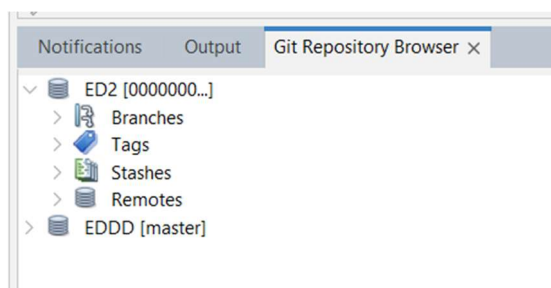 Notifications Output Git Repository Browser
ED2 [0000000...]
Branches
Tags
Stashes
Remotes
EDDD [master]